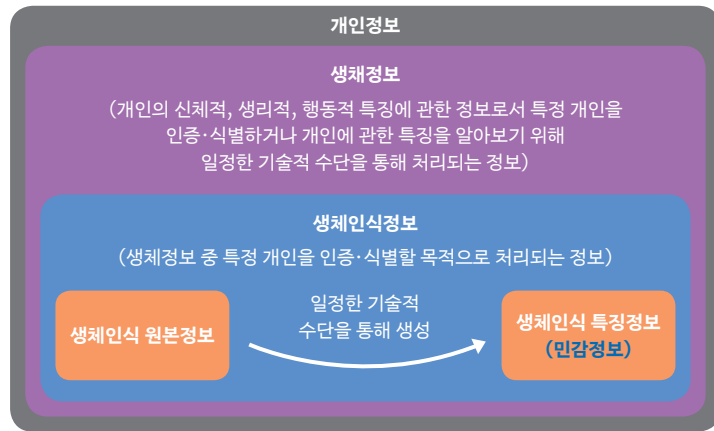 개인정보
생채정보
(개인의 신체적, 생리적, 행동적 특징에 관한 정보로서 특정 개인을
인증·식별하거나 개인에 관한 특징을 알아보기 위해
일정한 기술적 수단을 통해 처리되는 정보)
생체인식정보
(생체정보 중 특정 개인을 인증·식별할 목적으로 처리되는 정보)
생체인식 원본정보
일정한 기술적
수단을 통해 생성
생체인식 특징정보
(민감정보)